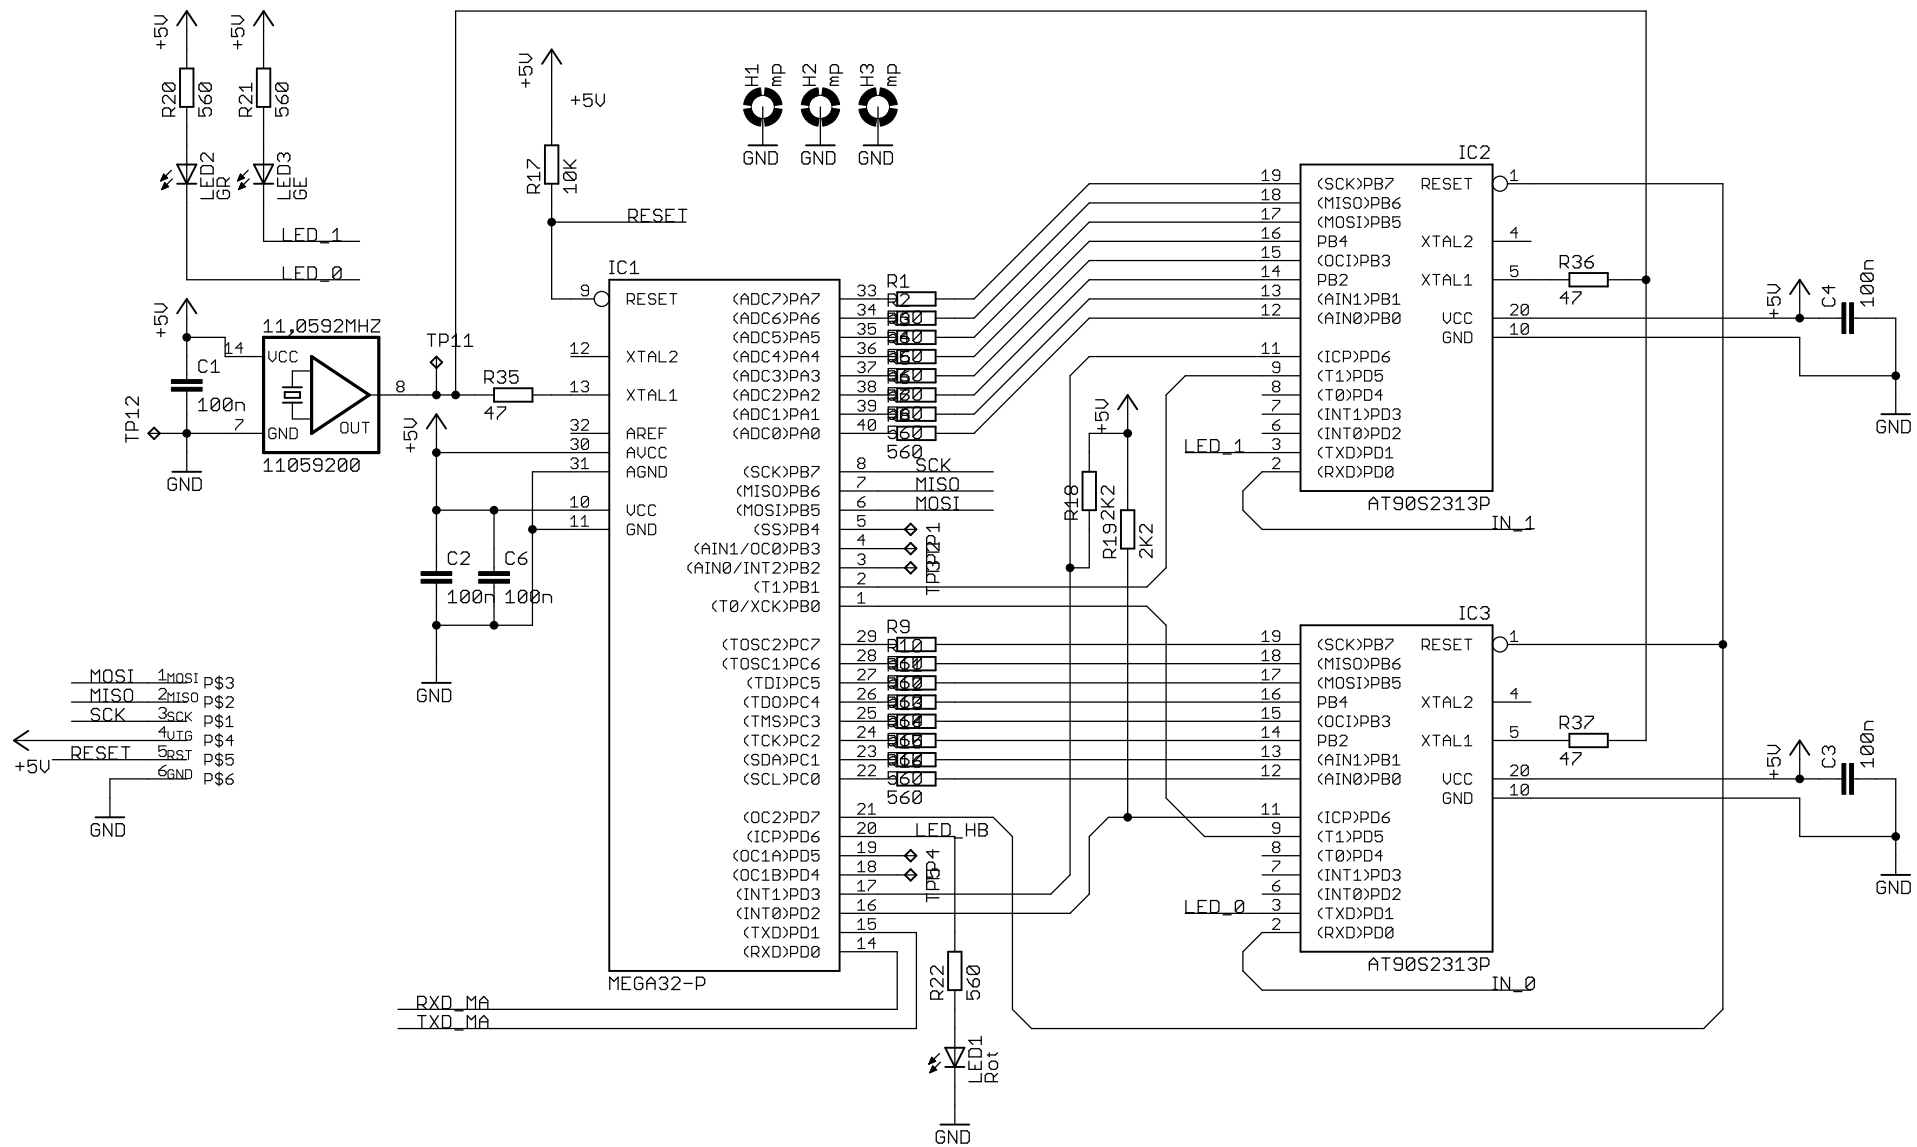 +5V
+5V
R20
560
R21
560
LED2
GR
LED3
GE
LED_1
LED_0
+5V
+5V
R17
10K
RESET
H1
mp
H2
mp
H3
mp
GND
GND
GND
+5V
C1
100n
TP12
GND
11,0592MHZ
14
VCC
7
GND
OUT
8
11059200
TP11
R35
47
+5V
C2
100n
C6
100n
GND
IC1
9 RESET
12 XTAL2
13 XTAL1
32 AREF
30 AVCC
31 AGND
10 VCC
11 GND
(ADC7)PA7 33
(ADC6)PA6 34
(ADC5)PA5 35
(ADC4)PA4 36
(ADC3)PA3 37
(ADC2)PA2 38
(ADC1)PA1 39
(ADC0)PA0 40
(SCK)PB7 8 SCK
(MISO)PB6 7 MISO
(MOSI)PB5 6 MOSI
(SS)PB4 5
(AIN1/OC0)PB3 4
(AIN0/INT2)PB2 3
(T1)PB1 2
(T0/XCK)PB0 1
(TOSC2)PC7 29
(TOSC1)PC6 28
(TDI)PC5 27
(TDO)PC4 26
(TMS)PC3 25
(TCK)PC2 24
(SDA)PC1 23
(SCL)PC0 22
(OC2)PD7 21
(ICP)PD6 20 LED_HB
(OC1A)PD5 19
(OC1B)PD4 18
(INT1)PD3 17
(INT0)PD2 16
(TXD)PD1 15
(RXD)PD0 14
MEGA32-P
R1
R2
560
560
R9
R10
560
560
RXD_MA
TXD_MA
R22
560
LED1
Rot
GND
+5V
R18
2K2
R19
2K2
MOSI 1 MOSI P$3
MISO 2 MISO P$2
SCK 3 SCK P$1
4 VTG P$4
+5V
RESET 5 RST P$5
6 GND P$6
GND
IC2
19 (SCK)PB7
18 (MISO)PB6
17 (MOSI)PB5
16 PB4
15 (OCI)PB3
14 PB2
13 (AIN1)PB1
12 (AIN0)PB0
11 (ICP)PD6
9 (T1)PD5
8 (T0)PD4
7 (INT1)PD3
6 (INT0)PD2
LED_1 3 (TXD)PD1
2 (RXD)PD0
RESET 1
XTAL2 4
XTAL1 5
VCC 20
GND 10
AT90S2313P
IN_1
R36
47
+5V
C4
100n
GND
IC3
19 (SCK)PB7
18 (MISO)PB6
17 (MOSI)PB5
16 PB4
15 (OCI)PB3
14 PB2
13 (AIN1)PB1
12 (AIN0)PB0
11 (ICP)PD6
9 (T1)PD5
8 (T0)PD4
7 (INT1)PD3
6 (INT0)PD2
LED_0 3 (TXD)PD1
2 (RXD)PD0
RESET 1
XTAL2 4
XTAL1 5
VCC 20
GND 10
AT90S2313P
IN_0
R37
47
+5V
C3
100n
GND